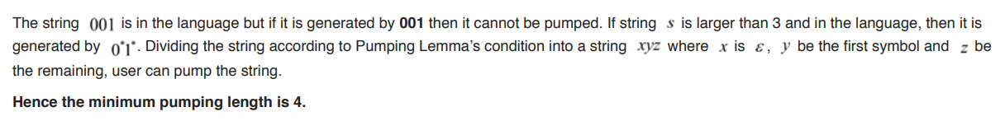 The string 001 is in the language but if it is generated by 001 then it cannot be pumped. If string s is larger than 3 and in the language, then it is
generated by 0*1*. Dividing the string according to Pumping Lemma's condition into a string xyz where x is ε, y be the first symbol and z be
the remaining, user can pump the string.
Hence the minimum pumping length is 4.